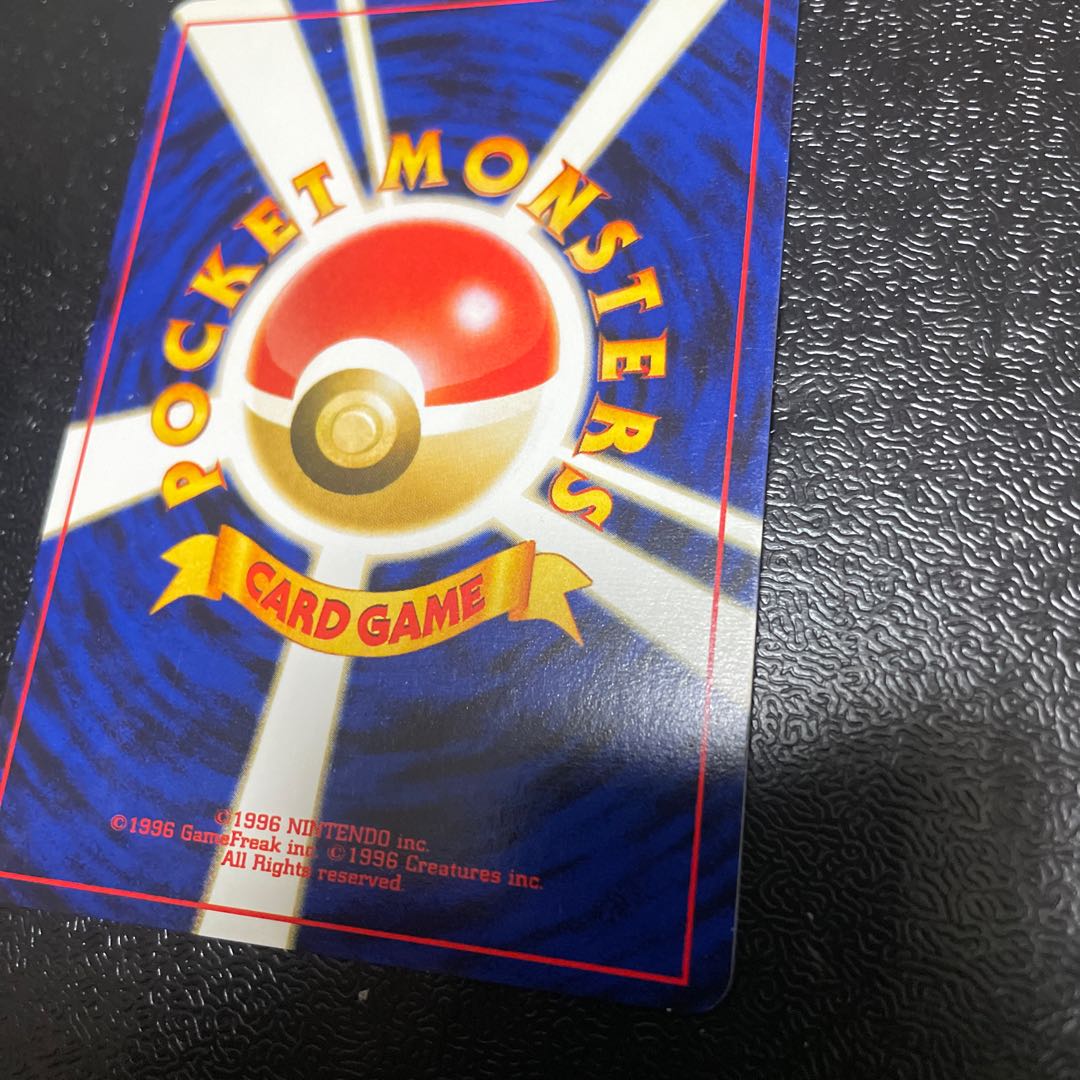 POCKET MONSTERS
CARD GAME
©1996 NINTENDO inc.
©1996 GameFreak inc. ©1996 Creatures inc.
All Rights reserved.